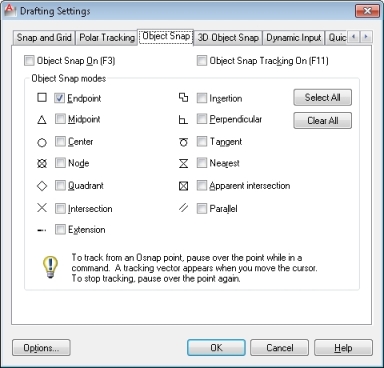 Drafting Settings
Snap and Grid Polar Tracking Object Snap 3D Object Snap Dynamic Input Quic
Object Snap On (F3) Object Snap Tracking On (F11)
Object Snap modes
Endpoint Insertion Select All
Midpoint Perpendicular Clear All
Center Tangent
Node Nearest
Quadrant Apparent intersection
Intersection Parallel
Extension
To track from an Osnap point, pause over the point while in a
command. A tracking vector appears when you move the cursor.
To stop tracking, pause over the point again.
Options... OK Cancel Help